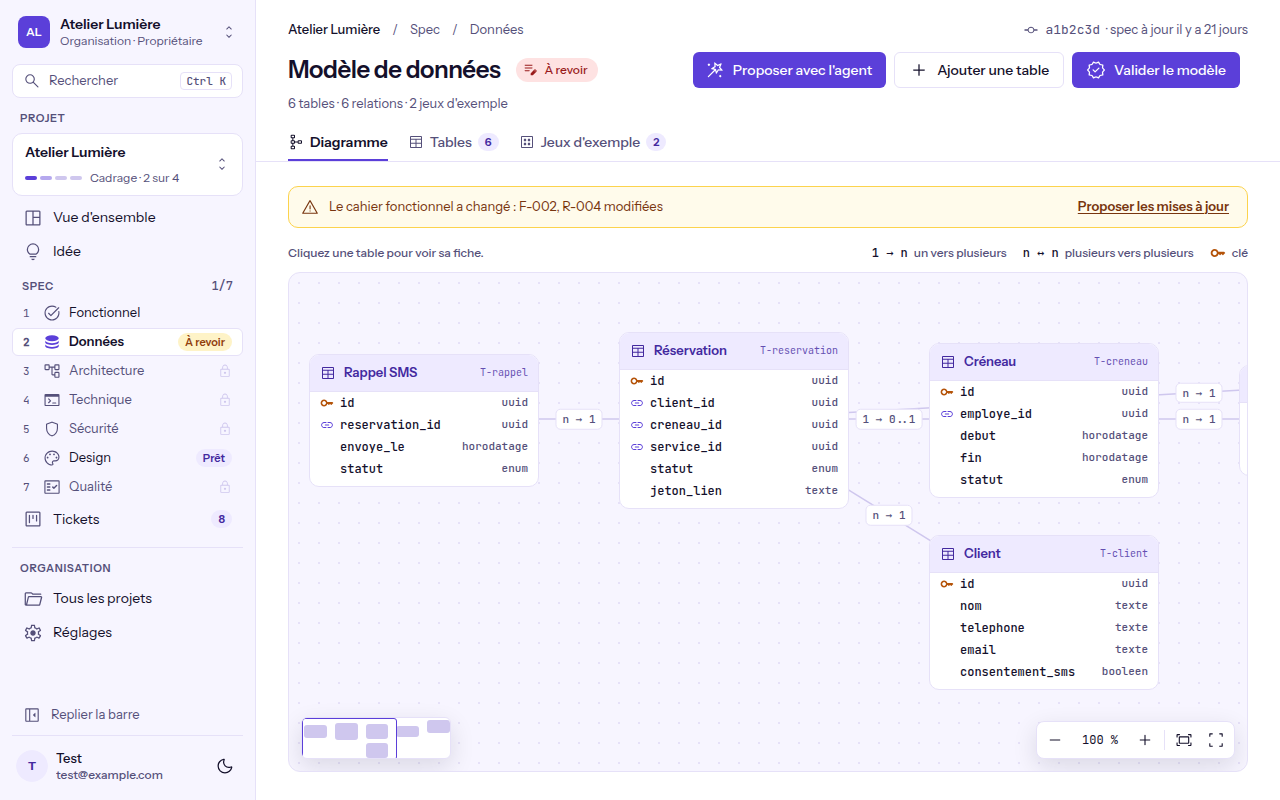 AL
Atelier Lumière
Organisation · Propriétaire
Rechercher
Ctrl K
PROJET
Atelier Lumière
Cadrage · 2 sur 4
Vue d'ensemble
Idée
SPEC 1/7
1 Fonctionnel
2 Données À revoir
3 Architecture
4 Technique
5 Sécurité
6 Design Prêt
7 Qualité
Tickets 8
ORGANISATION
Tous les projets
Réglages
Replier la barre
T
Test
test@example.com
Atelier Lumière / Spec / Données
a1b2c3d · spec à jour il y a 21 jours
Modèle de données
À revoir
Proposer avec l'agent
Ajouter une table
Valider le modèle
6 tables · 6 relations · 2 jeux d'exemple
Diagramme
Tables 6
Jeux d'exemple 2
Le cahier fonctionnel a changé : F-002, R-004 modifiées
Proposer les mises à jour
Cliquez une table pour voir sa fiche.
1 → n un vers plusieurs
n ↔ n plusieurs vers plusieurs
clé
Rappel SMS T-rappel
id uuid
reservation_id uuid
envoye_le horodatage
statut enum
n → 1
Réservation T-reservation
id uuid
client_id uuid
creneau_id uuid
service_id uuid
statut enum
jeton_lien texte
1 → 0..1
n → 1
Créneau T-creneau
id uuid
employe_id uuid
debut horodatage
fin horodatage
statut enum
n → 1
n → 1
Client T-client
id uuid
nom texte
telephone texte
email texte
consentement_sms booleen
100 %